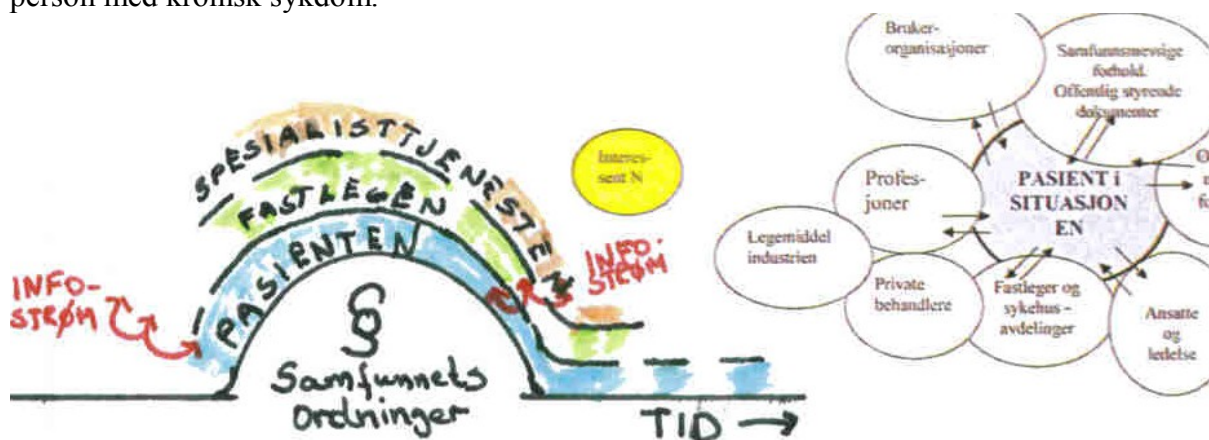 person med kronisk sykdom.
SPESIALISTTJENESTEN
FASTLEGEN
PASIENTEN
INFO-
STRØM
INFO-
STRØM
§
Samfunnets
ordninger
TID →
Interes-
sent N
Bruker-
organisasjoner
Samfunnsmessige
forhold.
Offentlig styrende
dokumenter
Profes-
joner
PASIENT i
SITUASJON
EN
Legemiddel
industrien
Private
behandlere
Fastleger og
sykehus -
avdelinger
Ansatte
og
ledelse